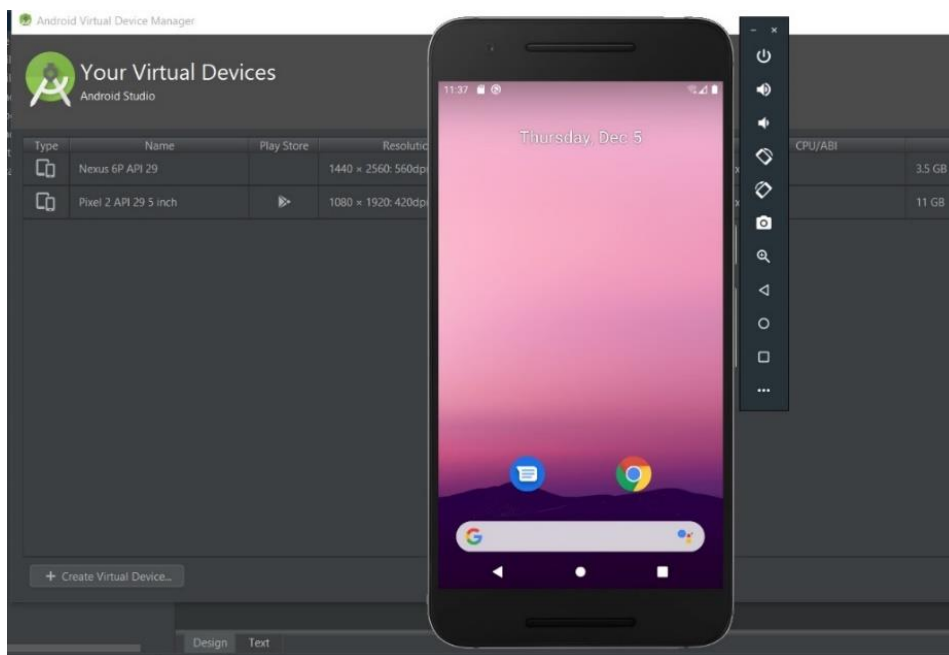 Android Virtual Device Manager
Your Virtual Devices
Android Studio
Type Name Play Store Resolutio CPU/ABI
Nexus 6P API 29 1440 × 2560: 560dp 3.5 GB
Pixel 2 API 29 5 inch 1080 × 1920: 420dp 11 GB
+ Create Virtual Device...
Design Text
11:37
Thursday, Dec 5